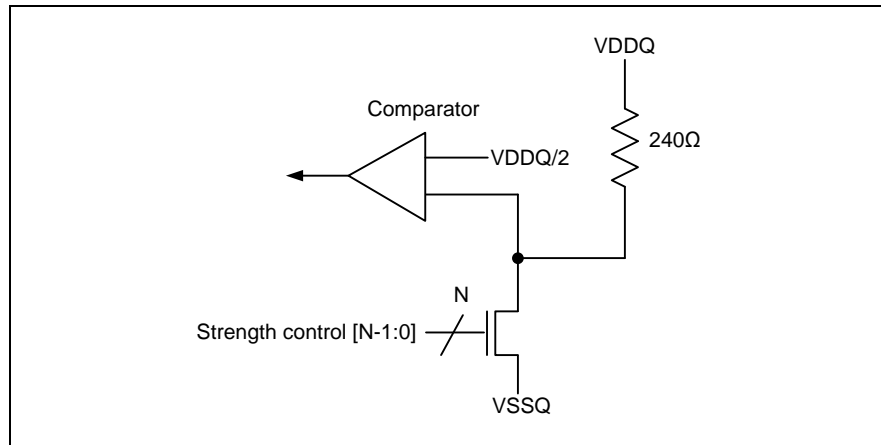 VDDQ
Comparator
240Ω
VDDQ/2
N
Strength control [N-1:0]
VSSQ